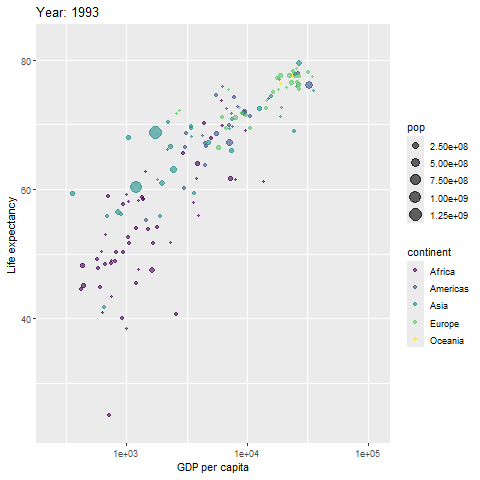 Year: 1993
80
60
40
Life expectancy
1e+03
1e+04
1e+05
GDP per capita
pop
2.50e+08
5.00e+08
7.50e+08
1.00e+09
1.25e+09
continent
Africa
Americas
Asia
Europe
Oceania